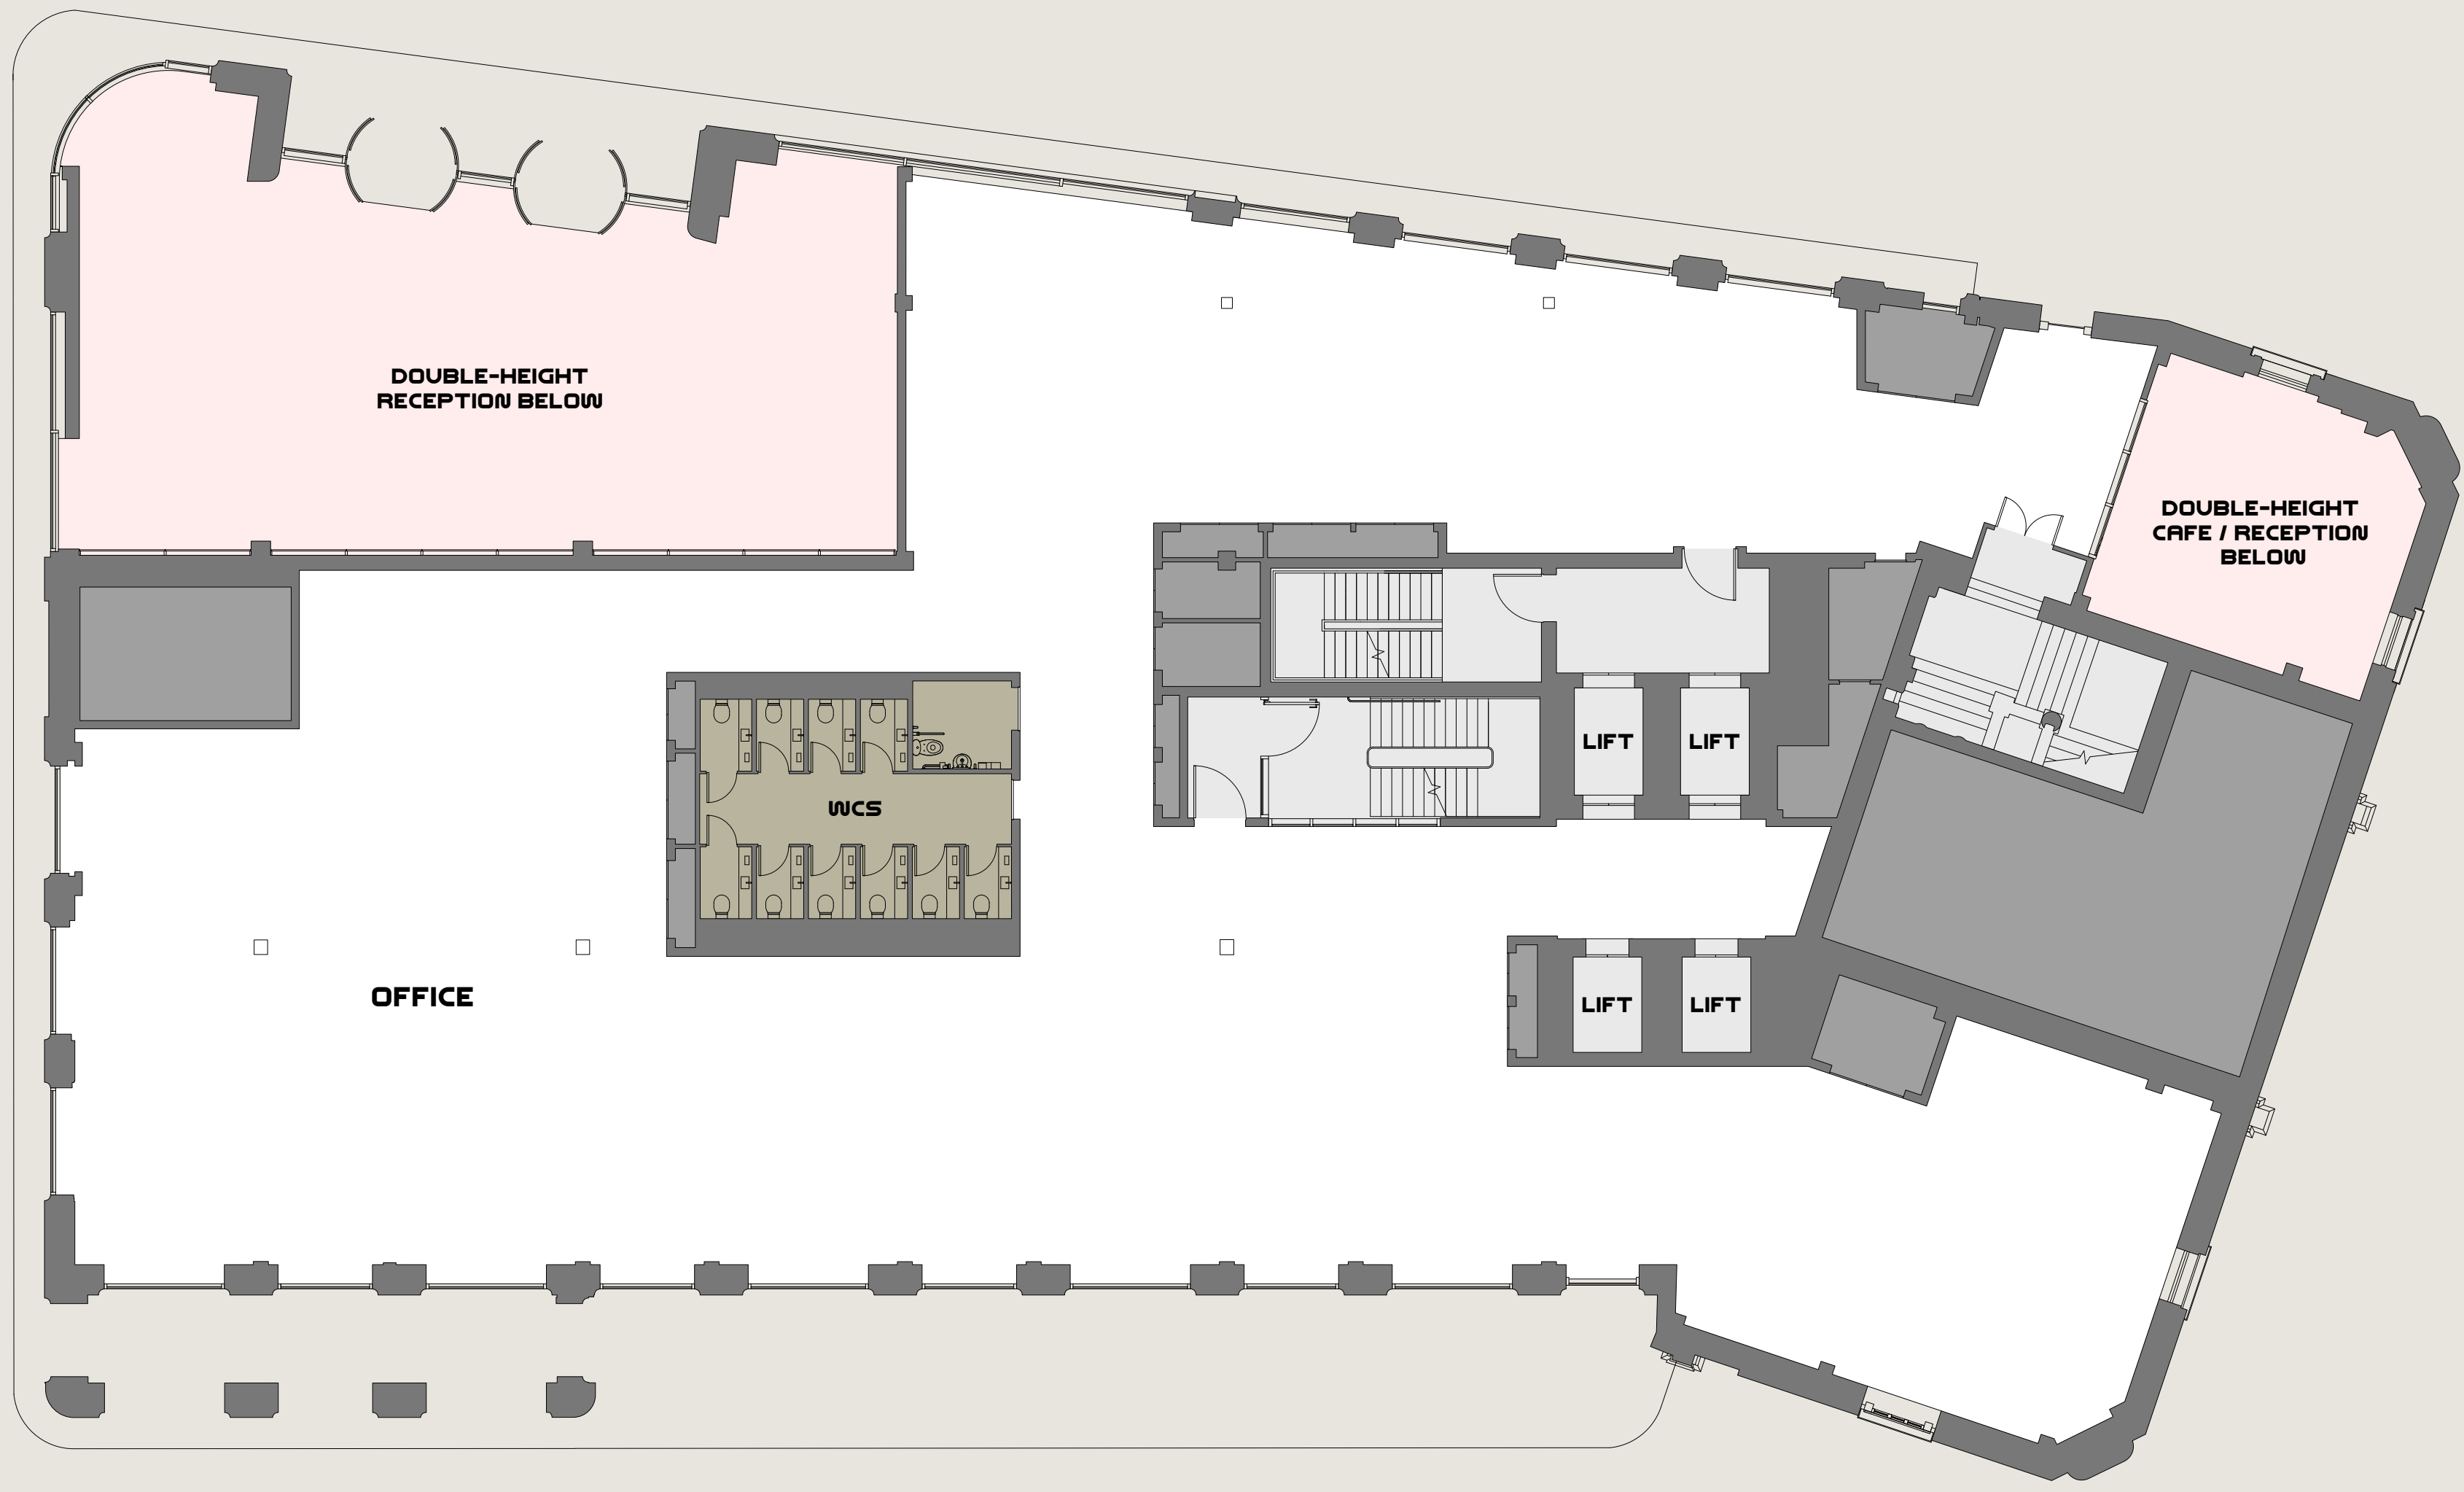 DOUBLE-HEIGHT
RECEPTION BELOW
DOUBLE-HEIGHT
CAFE / RECEPTION
BELOW
LIFT
LIFT
WCS
OFFICE
LIFT
LIFT